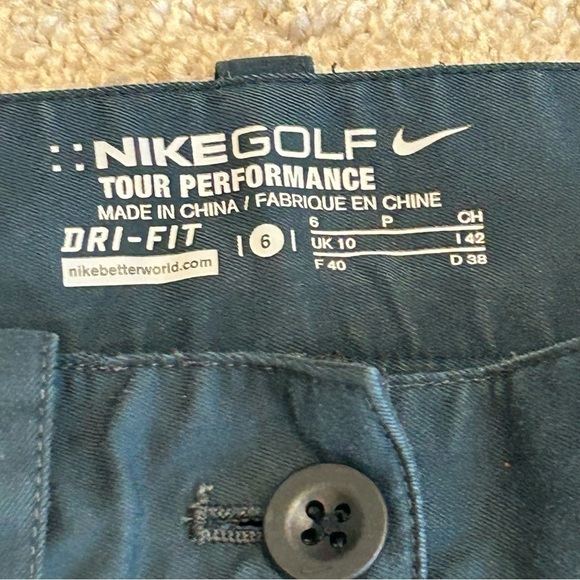 NIKEGOLF
TOUR PERFORMANCE
MADE IN CHINA / FABRIQUE EN CHINE
DRI-FIT
nikebetterworld.com
6
6 P CH
UK 10 I 42
F 40 D 38